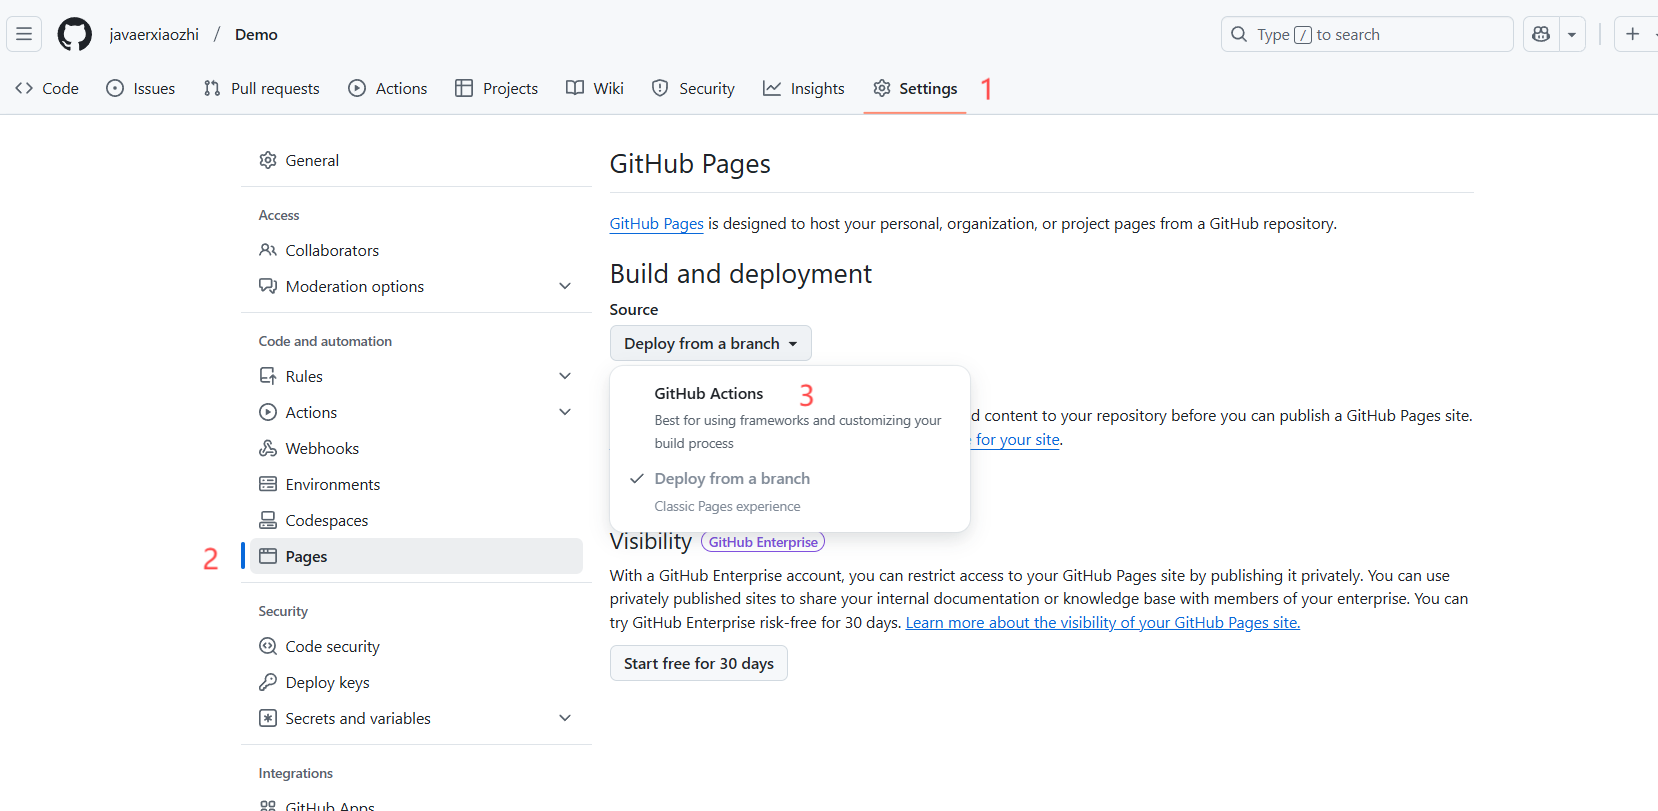 javaerxiaozhi / Demo
Type / to search
Code
Issues
Pull requests
Actions
Projects
Wiki
Security
Insights
Settings
1
General
Access
Collaborators
Moderation options
Code and automation
Rules
Actions
Webhooks
Environments
Codespaces
2
Pages
Security
Code security
Deploy keys
Secrets and variables
Integrations
GitHub Apps
GitHub Pages
GitHub Pages is designed to host your personal, organization, or project pages from a GitHub repository.
Build and deployment
Source
Deploy from a branch
GitHub Actions
3
Best for using frameworks and customizing your
build process
Deploy from a branch
Classic Pages experience
d content to your repository before you can publish a GitHub Pages site.
for your site.
Visibility GitHub Enterprise
With a GitHub Enterprise account, you can restrict access to your GitHub Pages site by publishing it privately. You can use
privately published sites to share your internal documentation or knowledge base with members of your enterprise. You can
try GitHub Enterprise risk-free for 30 days. Learn more about the visibility of your GitHub Pages site.
Start free for 30 days